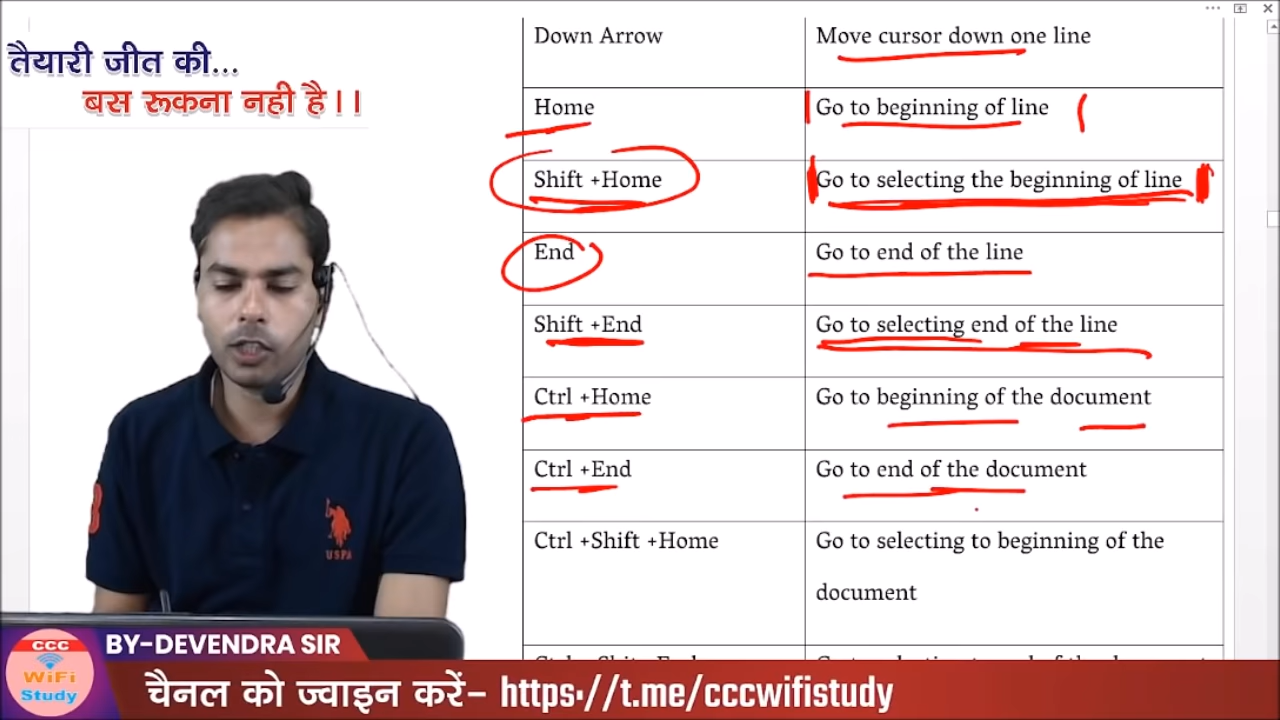 तैयारी जीत की...
बस रूकना नही है।।
Down Arrow
Move cursor down one line
Home
Go to beginning of line
Shift +Home
Go to selecting the beginning of line
End
Go to end of the line
Shift +End
Go to selecting end of the line
Ctrl +Home
Go to beginning of the document
Ctrl +End
Go to end of the document
Ctrl +Shift +Home
Go to selecting to beginning of the
document
USPA
CCC
WiFi
Study
BY-DEVENDRA SIR
चैनल को ज्वाइन करें– https://t.me/cccwifistudy